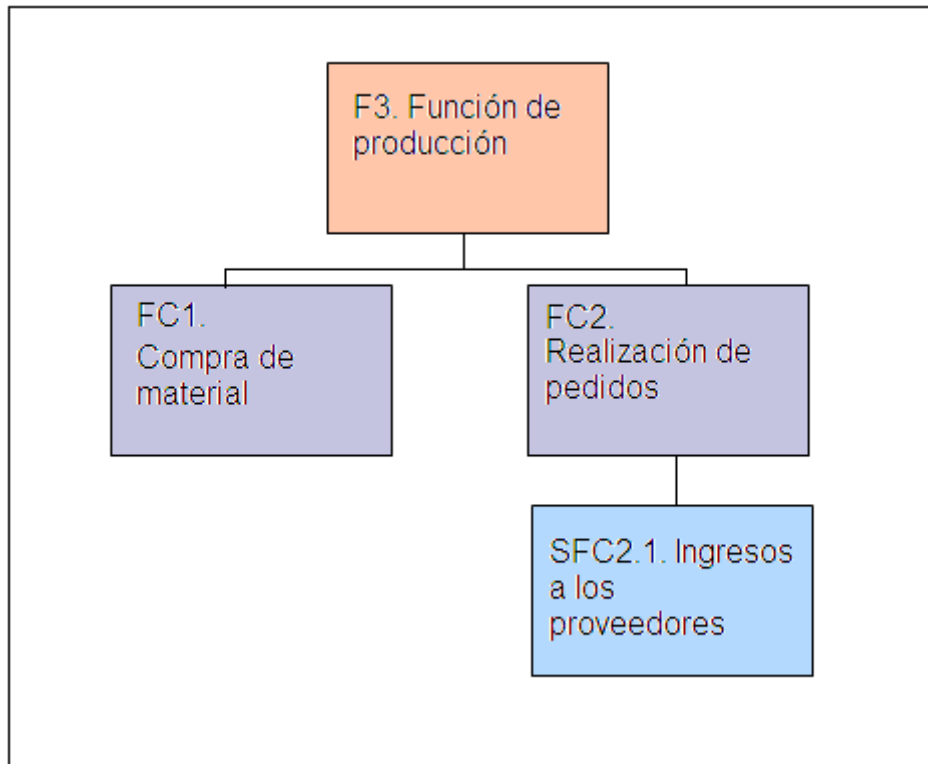 F3. Función de
producción
FC1.
Compra de
material
FC2.
Realización de
pedidos
SFC2.1. Ingresos
a los
proveedores